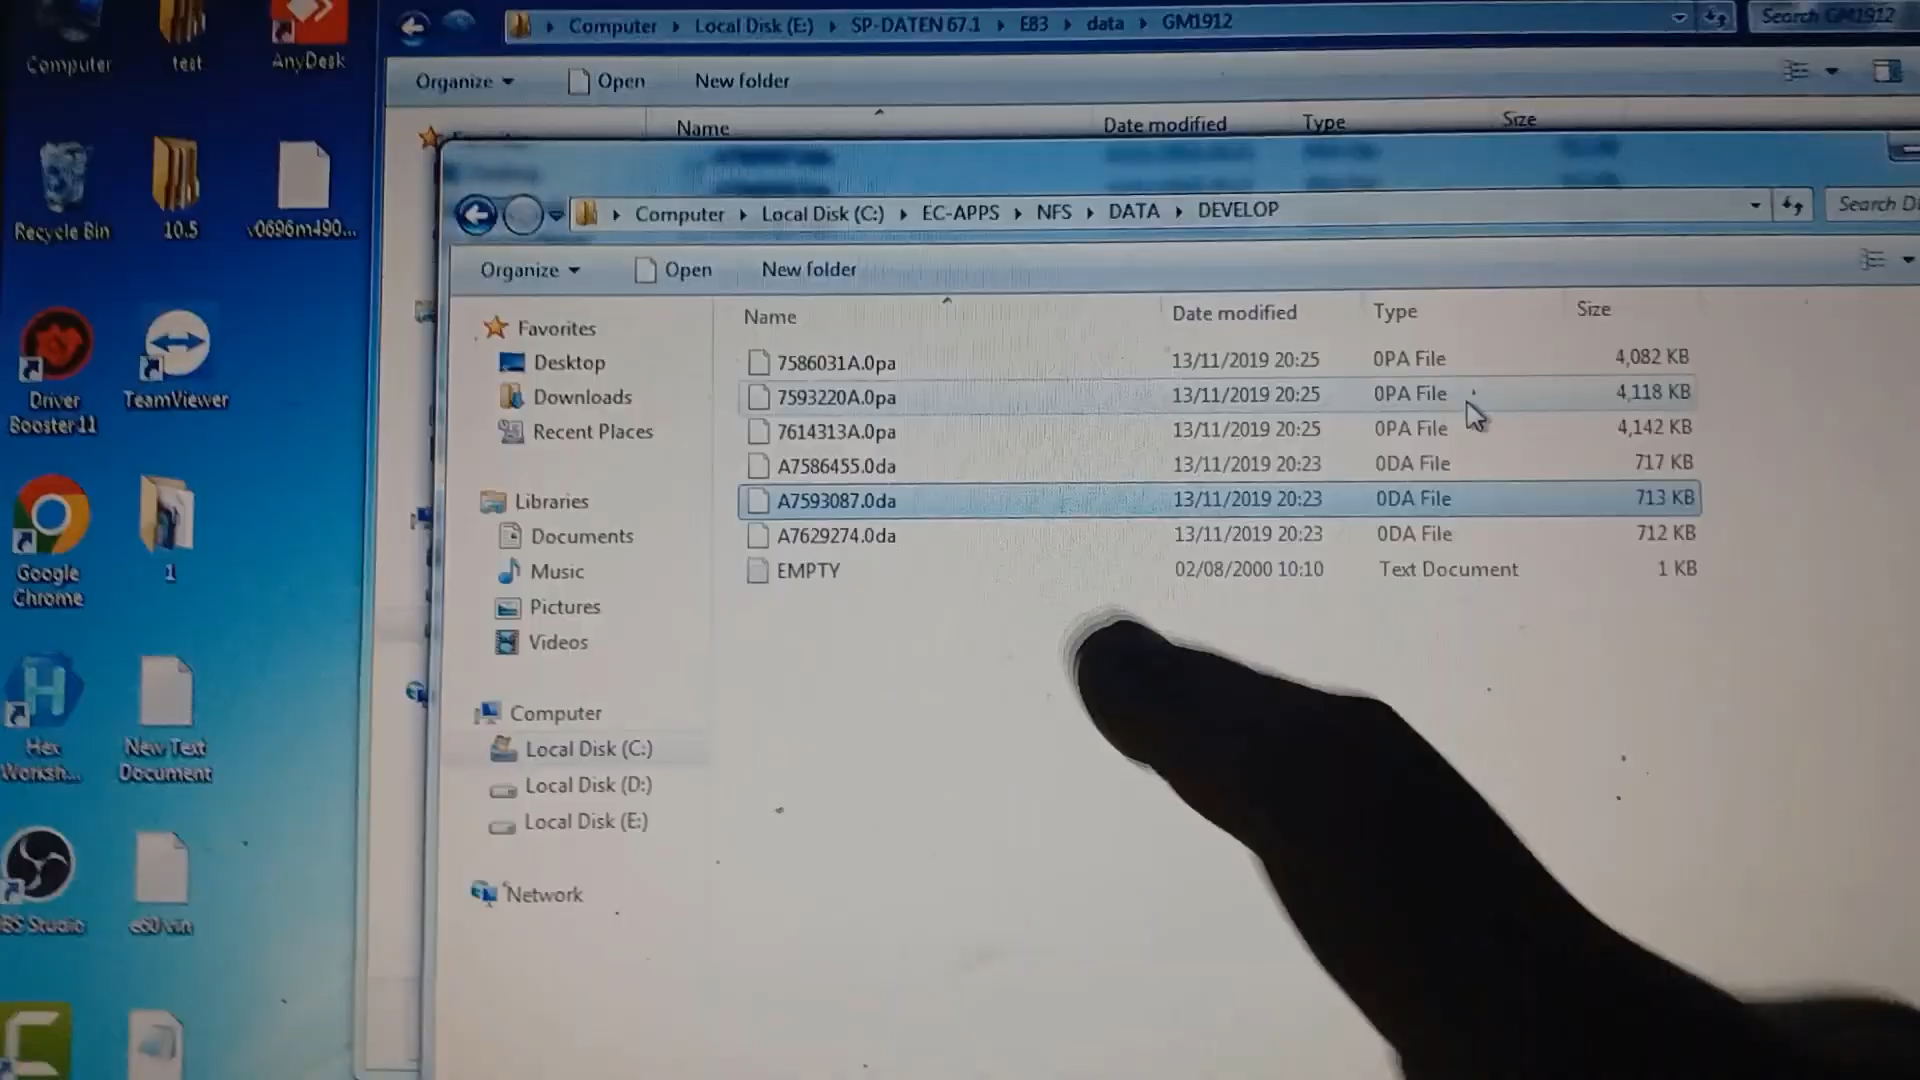 Computer
test
AnyDesk
Recycle Bin
10.5
v0696m490...
Driver
Booster 11
TeamViewer
Google
Chrome
1
Hex
Worksh...
New Text
Document
BS Studio
e60 vin
Computer ▸ Local Disk (E:) ▸ SP-DATEN 67.1 ▸ E83 ▸ data ▸ GM1912
Search GM1912
Organize
Open
New folder
Name Date modified Type Size
Computer ▸ Local Disk (C:) ▸ EC-APPS ▸ NFS ▸ DATA ▸ DEVELOP
Search D
Organize
Open
New folder
Favorites
Desktop
Downloads
Recent Places
Libraries
Documents
Music
Pictures
Videos
Computer
Local Disk (C:)
Local Disk (D:)
Local Disk (E:)
Network
Name Date modified Type Size
7586031A.0pa 13/11/2019 20:25 0PA File 4,082 KB
7593220A.0pa 13/11/2019 20:25 0PA File 4,118 KB
7614313A.0pa 13/11/2019 20:25 0PA File 4,142 KB
A7586455.0da 13/11/2019 20:23 0DA File 717 KB
A7593087.0da 13/11/2019 20:23 0DA File 713 KB
A7629274.0da 13/11/2019 20:23 0DA File 712 KB
EMPTY 02/08/2000 10:10 Text Document 1 KB